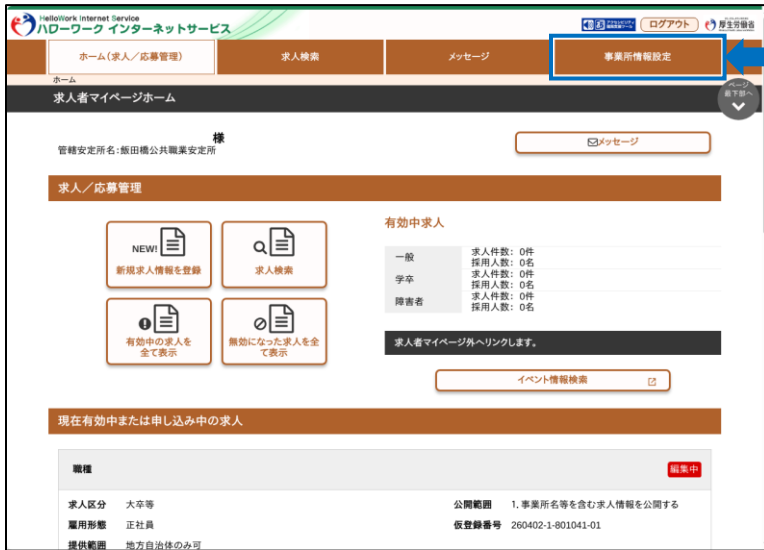 HelloWork Internet Service
ハローワーク インターネットサービス
ログアウト
厚生労働省
ホーム(求人/応募管理)
求人検索
メッセージ
事業所情報設定
ホーム
ページ
最下部へ
求人者マイページホーム
様
管轄安定所名:飯田橋公共職業安定所
メッセージ
求人/応募管理
NEW!
新規求人情報を登録
求人検索
有効中の求人を
全て表示
無効になった求人を全
て表示
有効中求人
一般
求人件数: 0件
採用人数: 0名
学卒
求人件数: 0件
採用人数: 0名
障害者
求人件数: 0件
採用人数: 0名
求人者マイページ外へリンクします。
イベント情報検索
現在有効中または申し込み中の求人
職種
編集中
求人区分 大卒等
公開範囲 1.事業所名等を含む求人情報を公開する
雇用形態 正社員
仮登録番号 260402-1-801041-01
提供範囲 地方自治体のみ可